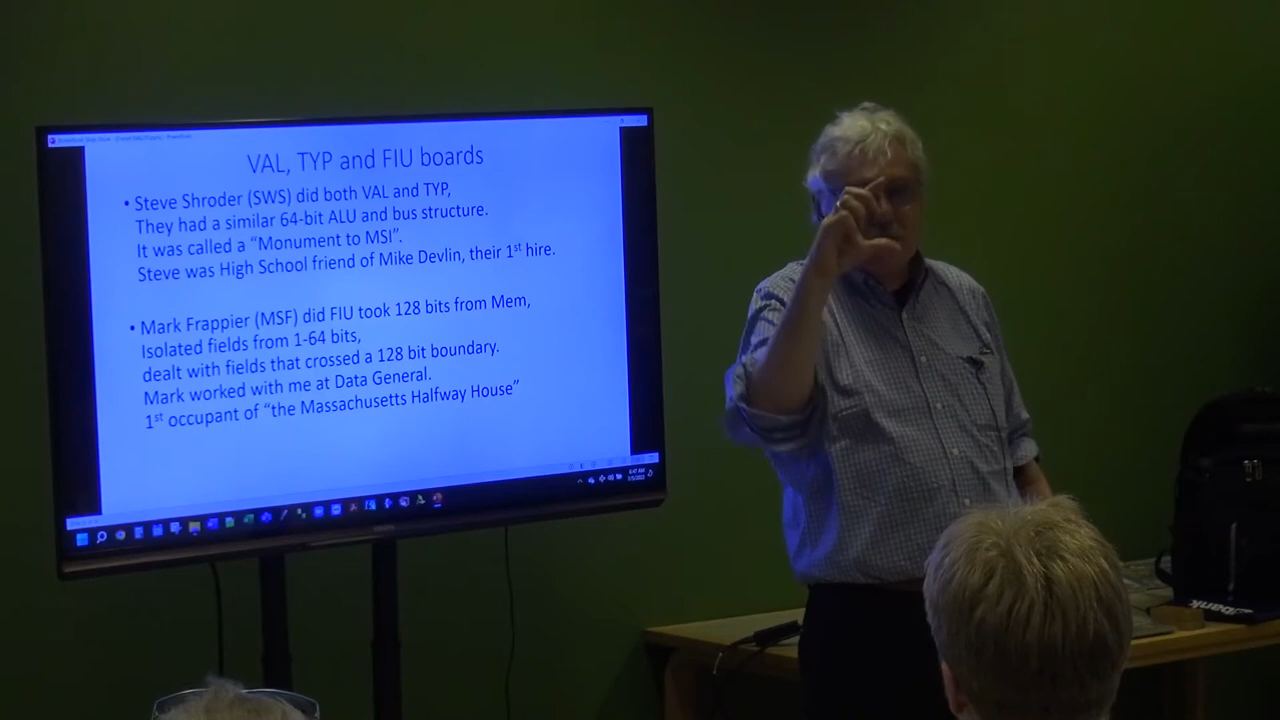 VAL, TYP and FIU boards
• Steve Shroder (SWS) did both VAL and TYP,
They had a similar 64-bit ALU and bus structure.
It was called a “Monument to MSI”.
Steve was High School friend of Mike Devlin, their 1st hire.
• Mark Frappier (MSF) did FIU took 128 bits from Mem,
Isolated fields from 1-64 bits,
dealt with fields that crossed a 128 bit boundary.
Mark worked with me at Data General.
1st occupant of “the Massachusetts Halfway House”
6:47 AM